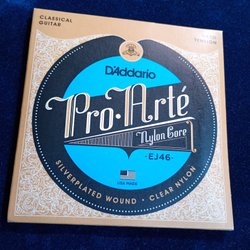 CLASSICAL
GUITAR
TENSION
D'Addario
Pro·Arté
Nylon Core
·EJ46·
USA MADE
SILVERPLATED WOUND · CLEAR NYLON